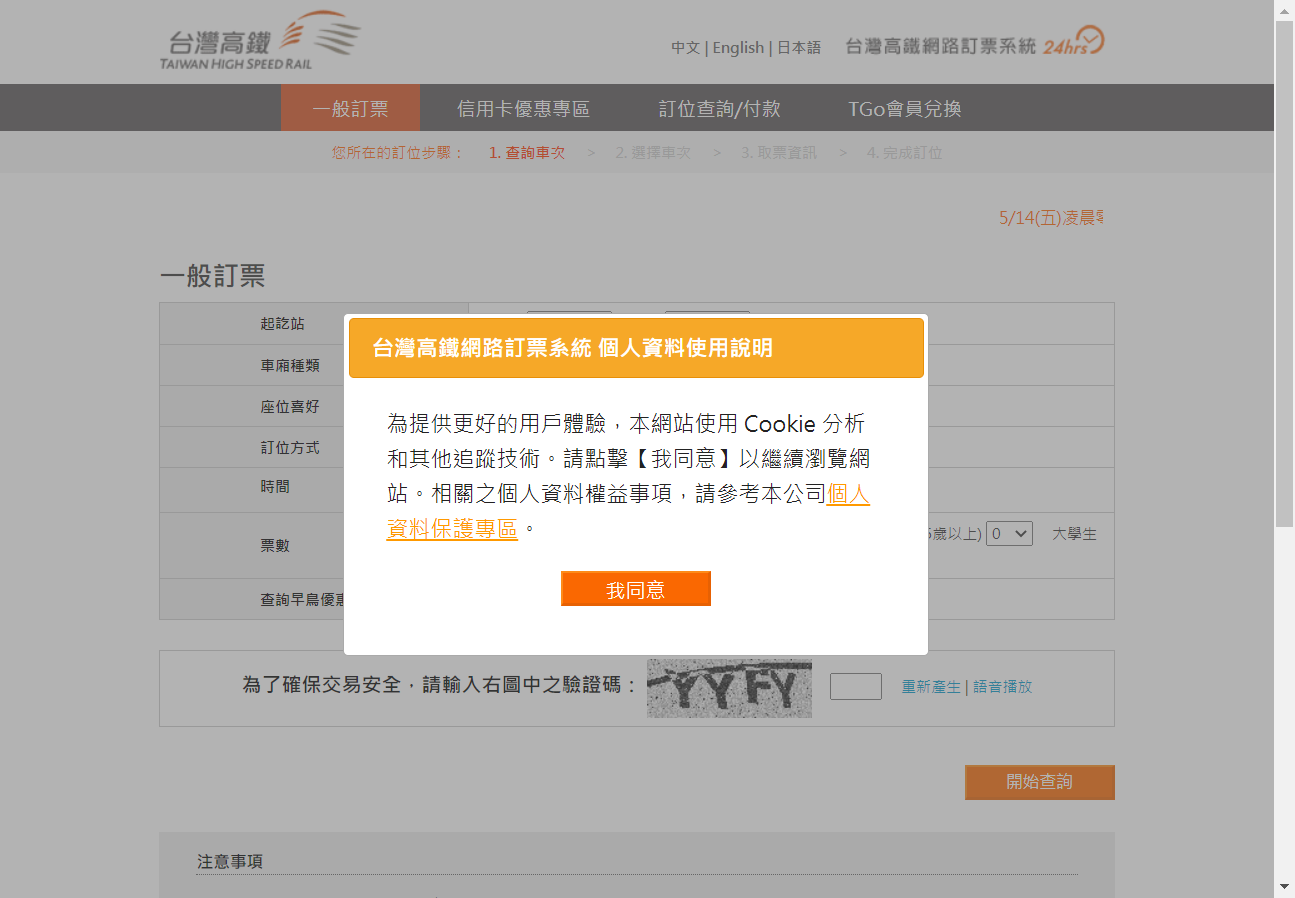 台灣高鐵
TAIWAN HIGH SPEED RAIL
中文 | English | 日本語
台灣高鐵網路訂票系統 24hrs
一般訂票
信用卡優惠專區
訂位查詢/付款
TGo會員兌換
您所在的訂位步驟：
1. 查詢車次 > 2. 選擇車次 > 3. 取票資訊 > 4. 完成訂位
5/14(五)凌晨
一般訂票
起訖站
車廂種類
座位喜好
訂位方式
時間
票數
歲以上) 0 大學生
查詢早鳥優惠
台灣高鐵網路訂票系統 個人資料使用說明
為提供更好的用戶體驗，本網站使用 Cookie 分析
和其他追蹤技術。請點擊【我同意】以繼續瀏覽網
站。相關之個人資料權益事項，請參考本公司個人
資料保護專區。
我同意
為了確保交易安全，請輸入右圖中之驗證碼：
YYFY
重新產生 | 語音播放
開始查詢
注意事項